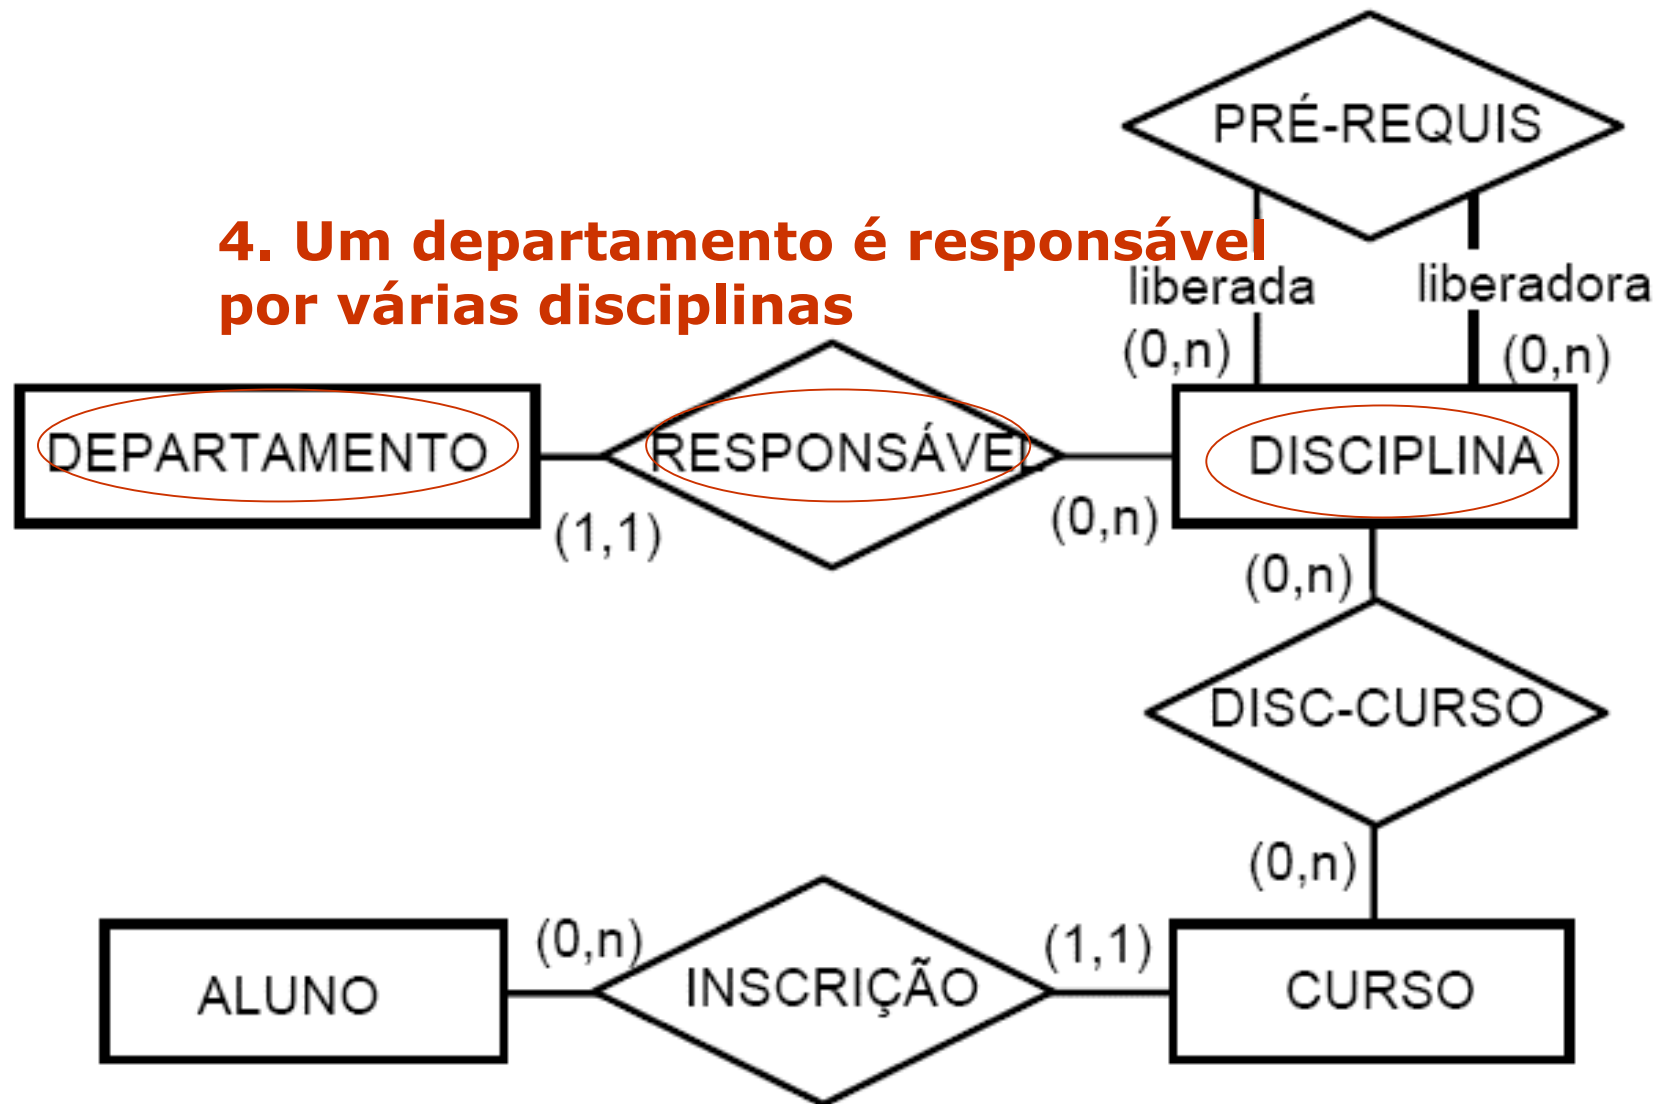 PRÉ-REQUIS
4. Um departamento é responsável
por várias disciplinas
liberada
liberadora
(0,n)
(0,n)
DEPARTAMENTO
RESPONSÁVEL
DISCIPLINA
(1,1)
(0,n)
(0,n)
DISC-CURSO
(0,n)
(0,n)
(1,1)
ALUNO
INSCRIÇÃO
CURSO